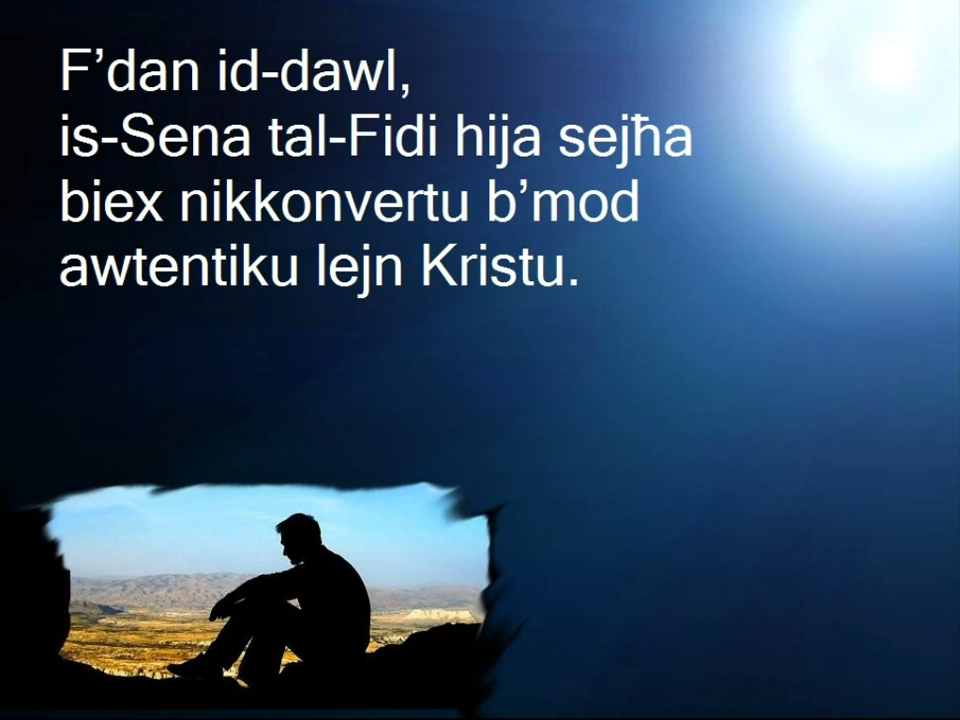 F’dan id-dawl,
is-Sena tal-Fidi hija sejħa
biex nikkonvertu b’mod
awtentiku lejn Kristu.